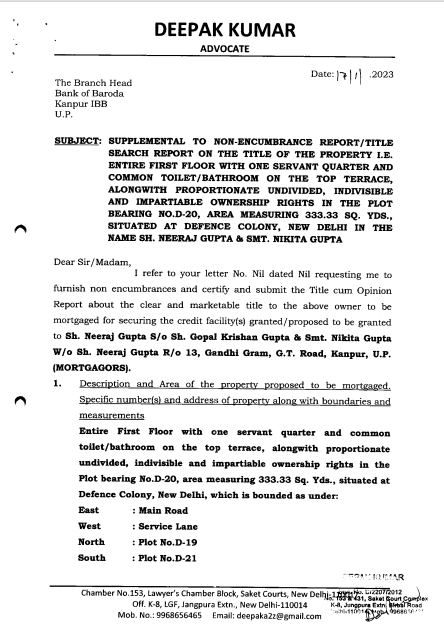 DEEPAK KUMAR
ADVOCATE
Date: 17/1/ .2023
The Branch Head
Bank of Baroda
Kanpur IBB
U.P.
SUBJECT: SUPPLEMENTAL TO NON-ENCUMBRANCE REPORT/TITLE
SEARCH REPORT ON THE TITLE OF THE PROPERTY I.E.
ENTIRE FIRST FLOOR WITH ONE SERVANT QUARTER AND
COMMON TOILET/BATHROOM ON THE TOP TERRACE,
ALONGWITH PROPORTIONATE UNDIVIDED, INDIVISIBLE
AND IMPARTIABLE OWNERSHIP RIGHTS IN THE PLOT
BEARING NO.D-20, AREA MEASURING 333.33 SQ. YDS.,
SITUATED AT DEFENCE COLONY, NEW DELHI IN THE
NAME SH. NEERAJ GUPTA & SMT. NIKITA GUPTA
Dear Sir/Madam,
I refer to your letter No. Nil dated Nil requesting me to
furnish non encumbrances and certify and submit the Title cum Opinion
Report about the clear and marketable title to the above owner to be
mortgaged for securing the credit facility(s) granted/proposed to be granted
to Sh. Neeraj Gupta S/o Sh. Gopal Krishan Gupta & Smt. Nikita Gupta
W/o Sh. Neeraj Gupta R/o 13, Gandhi Gram, G.T. Road, Kanpur, U.P.
(MORTGAGORS).
1. Description and Area of the property proposed to be mortgaged.
Specific number(s) and address of property along with boundaries and
measurements
Entire First Floor with one servant quarter and common
toilet/bathroom on the top terrace, alongwith proportionate
undivided, indivisible and impartiable ownership rights in the
Plot bearing No.D-20, area measuring 333.33 Sq. Yds., situated at
Defence Colony, New Delhi, which is bounded as under:
East : Main Road
West : Service Lane
North : Plot No.D-19
South : Plot No.D-21
DEEPAK KUMAR
Chamber No.153, Lawyer's Chamber Block, Saket Courts, New Delhi-
Off. K-8, LGF, Jangpura Extn., New Delhi-110014
Mob. No.: 9968656465 Email: deepaka2z@gmail.com
No. 153 & 431, Saket Court Complex
K-8, Jangpura Extn.